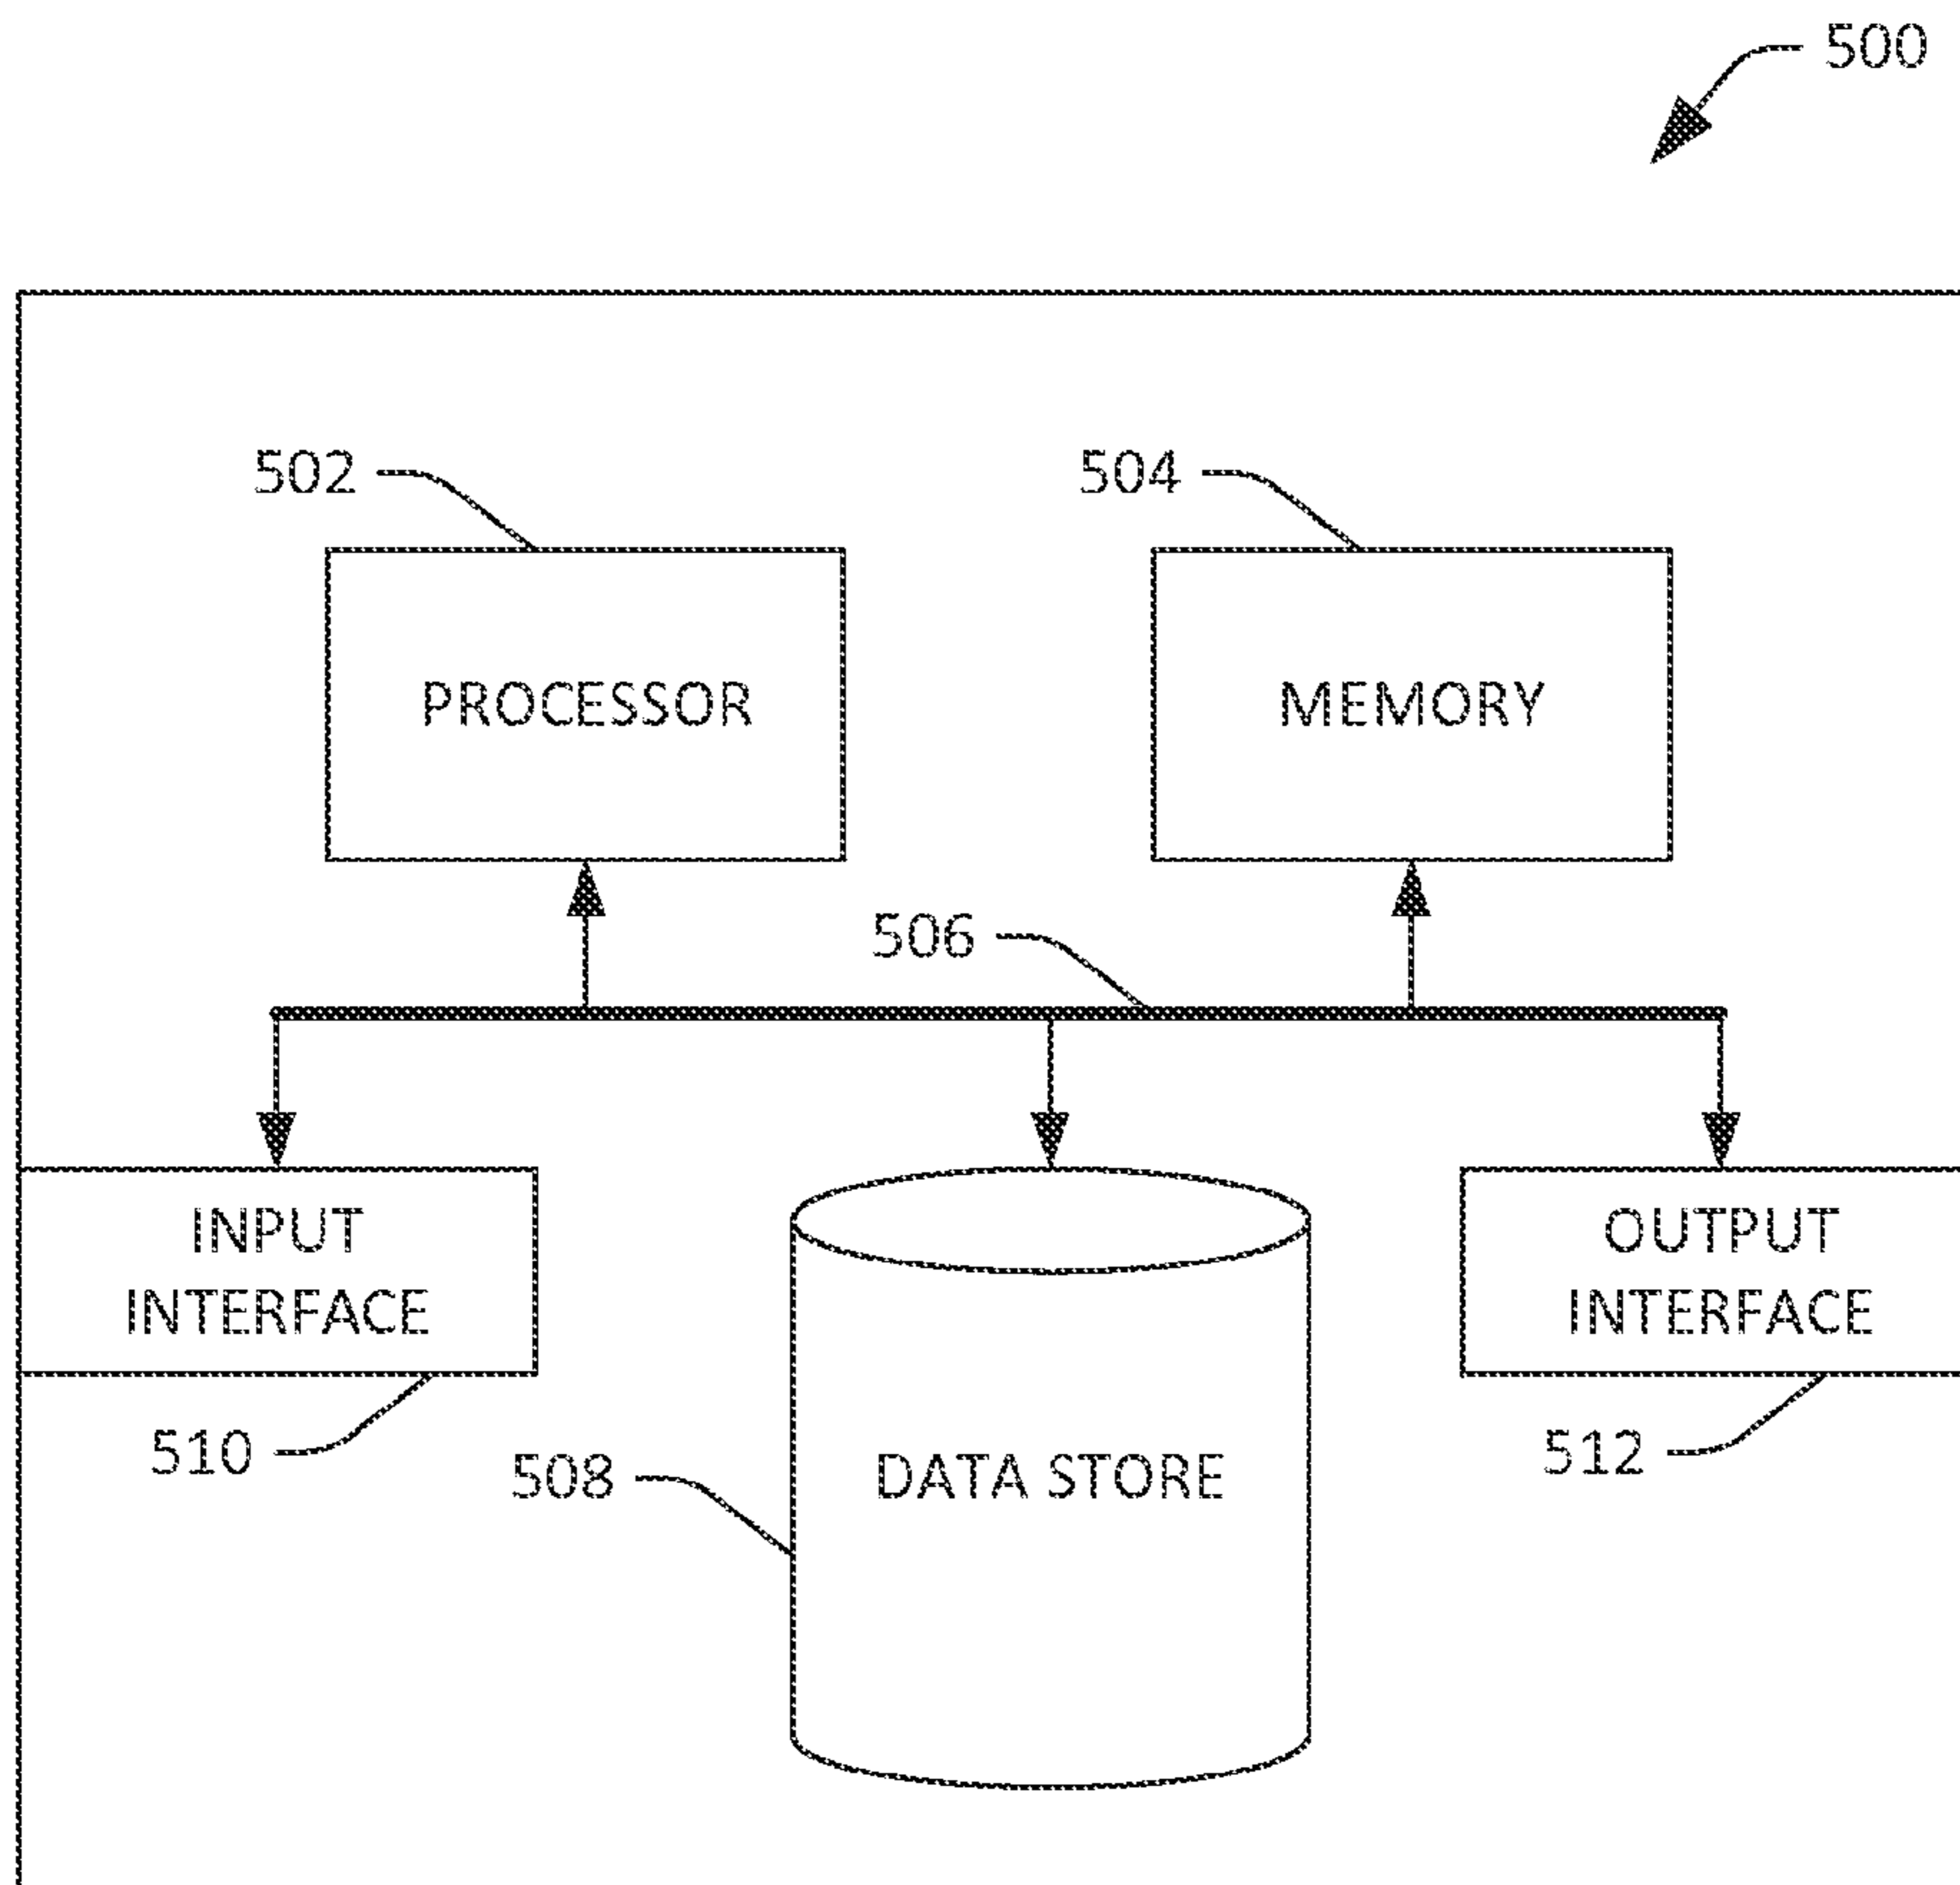 500
502
504
PROCESSOR
MEMORY
506
INPUT
INTERFACE
OUTPUT
INTERFACE
510
508
DATA STORE
512